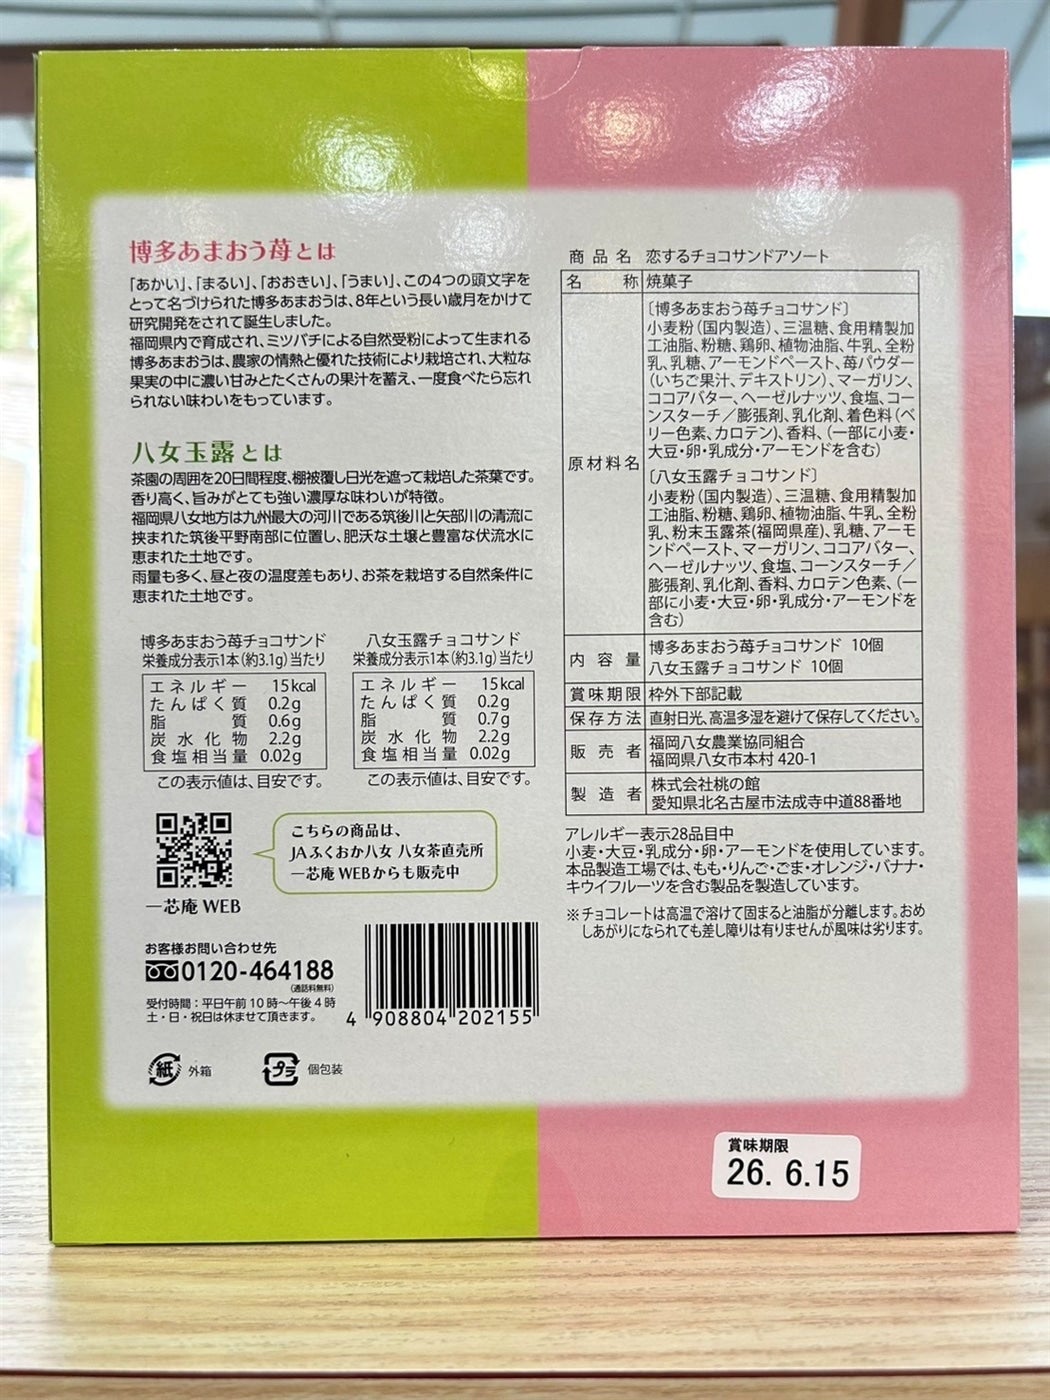 博多あまおう苺とは
「あかい」、「まるい」、「おおきい」、「うまい」、この4つの頭文字を
とって名づけられた博多あまおうは、8年という長い歳月をかけて
研究開発をされて誕生しました。
福岡県内で育成され、ミツバチによる自然受粉によって生まれる
博多あまおうは、農家の情熱と優れた技術により栽培され、大粒な
果実の中に濃い甘みとたくさんの果汁を蓄え、一度食べたら忘れ
られない味わいをもっています。
八女玉露とは
茶園の周囲を20日間程度、棚被覆し日光を遮って栽培した茶葉です。
香り高く、旨みがとても強い濃厚な味わいが特徴。
福岡県八女地方は九州最大の河川である筑後川と矢部川の清流に
挟まれた筑後平野南部に位置し、肥沃な土壌と豊富な伏流水に
恵まれた土地です。
雨量も多く、昼と夜の温度差もあり、お茶を栽培する自然条件に
恵まれた土地です。
博多あまおう苺チョコサンド
栄養成分表示1本(約3.1g)当たり
エネルギー 15kcal
たんぱく質 0.2g
脂質 0.6g
炭水化物 2.2g
食塩相当量 0.02g
この表示値は、目安です。
八女玉露チョコサンド
栄養成分表示1本(約3.1g)当たり
エネルギー 15kcal
たんぱく質 0.2g
脂質 0.7g
炭水化物 2.2g
食塩相当量 0.02g
この表示値は、目安です。
一芯庵 WEB
こちらの商品は、
JAふくおか八女 八女茶直売所
一芯庵 WEBからも販売中
お客様お問い合わせ先
0120-464188
(通話料無料)
受付時間:平日午前10時〜午後4時
土・日・祝日は休ませて頂きます。
4 908804 202155
紙 外箱
プラ 個包装
商品名 恋するチョコサンドアソート
名称 焼菓子
原材料名
〔博多あまおう苺チョコサンド〕
小麦粉(国内製造)、三温糖、食用精製加
工油脂、粉糖、鶏卵、植物油脂、牛乳、全粉
乳、乳糖、アーモンドペースト、苺パウダー
(いちご果汁、デキストリン)、マーガリン、
ココアバター、ヘーゼルナッツ、食塩、コー
ンスターチ/膨張剤、乳化剤、着色料(ベ
リー色素、カロテン)、香料、(一部に小麦・
大豆・卵・乳成分・アーモンドを含む)
〔八女玉露チョコサンド〕
小麦粉(国内製造)、三温糖、食用精製加
工油脂、粉糖、鶏卵、植物油脂、牛乳、全粉
乳、粉末玉露茶(福岡県産)、乳糖、アーモ
ンドペースト、マーガリン、ココアバター、
ヘーゼルナッツ、食塩、コーンスターチ/
膨張剤、乳化剤、香料、カロテン色素、(一
部に小麦・大豆・卵・乳成分・アーモンドを
含む)
内容量 博多あまおう苺チョコサンド 10個
八女玉露チョコサンド 10個
賞味期限 枠外下部記載
保存方法 直射日光、高温多湿を避けて保存してください。
販売者 福岡八女農業協同組合
福岡県八女市本村 420-1
製造者 株式会社桃の館
愛知県北名古屋市法成寺中道88番地
アレルギー表示28品目中
小麦・大豆・乳成分・卵・アーモンドを使用しています。
本品製造工場では、もも・りんご・ごま・オレンジ・バナナ・
キウイフルーツを含む製品を製造しています。
※チョコレートは高温で溶けて固まると油脂が分離します。おめ
しあがりになられても差し障りは有りませんが風味は劣ります。
賞味期限
26. 6.15